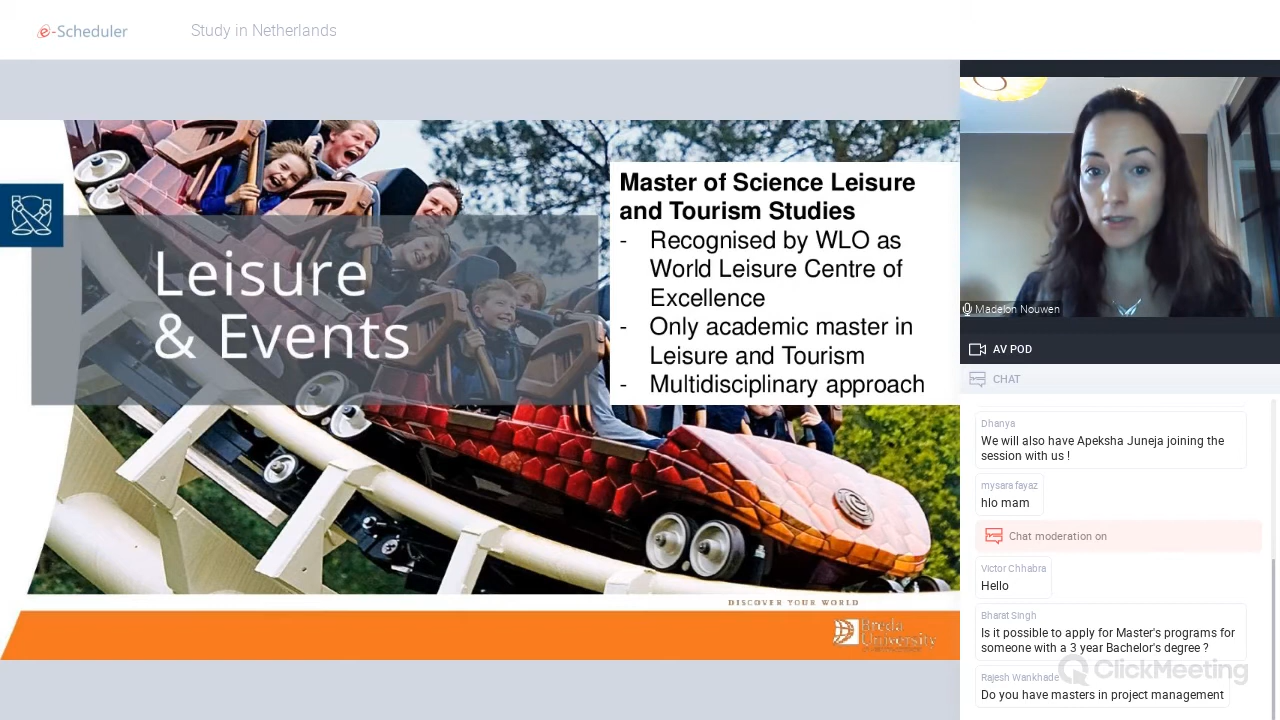 e-Scheduler
Study in Netherlands
Leisure
& Events
Master of Science Leisure
and Tourism Studies
- Recognised by WLO as
World Leisure Centre of
Excellence
- Only academic master in
Leisure and Tourism
- Multidisciplinary approach
DISCOVER YOUR WORLD
Breda
University
Madelon Nouwen
AV POD
CHAT
Dhanya
We will also have Apeksha Juneja joining the
session with us !
mysara fayaz
hlo mam
Chat moderation on
Victor Chhabra
Hello
Bharat Singh
Is it possible to apply for Master's programs for
someone with a 3 year Bachelor's degree ?
ClickMeeting
Rajesh Wankhade
Do you have masters in project management